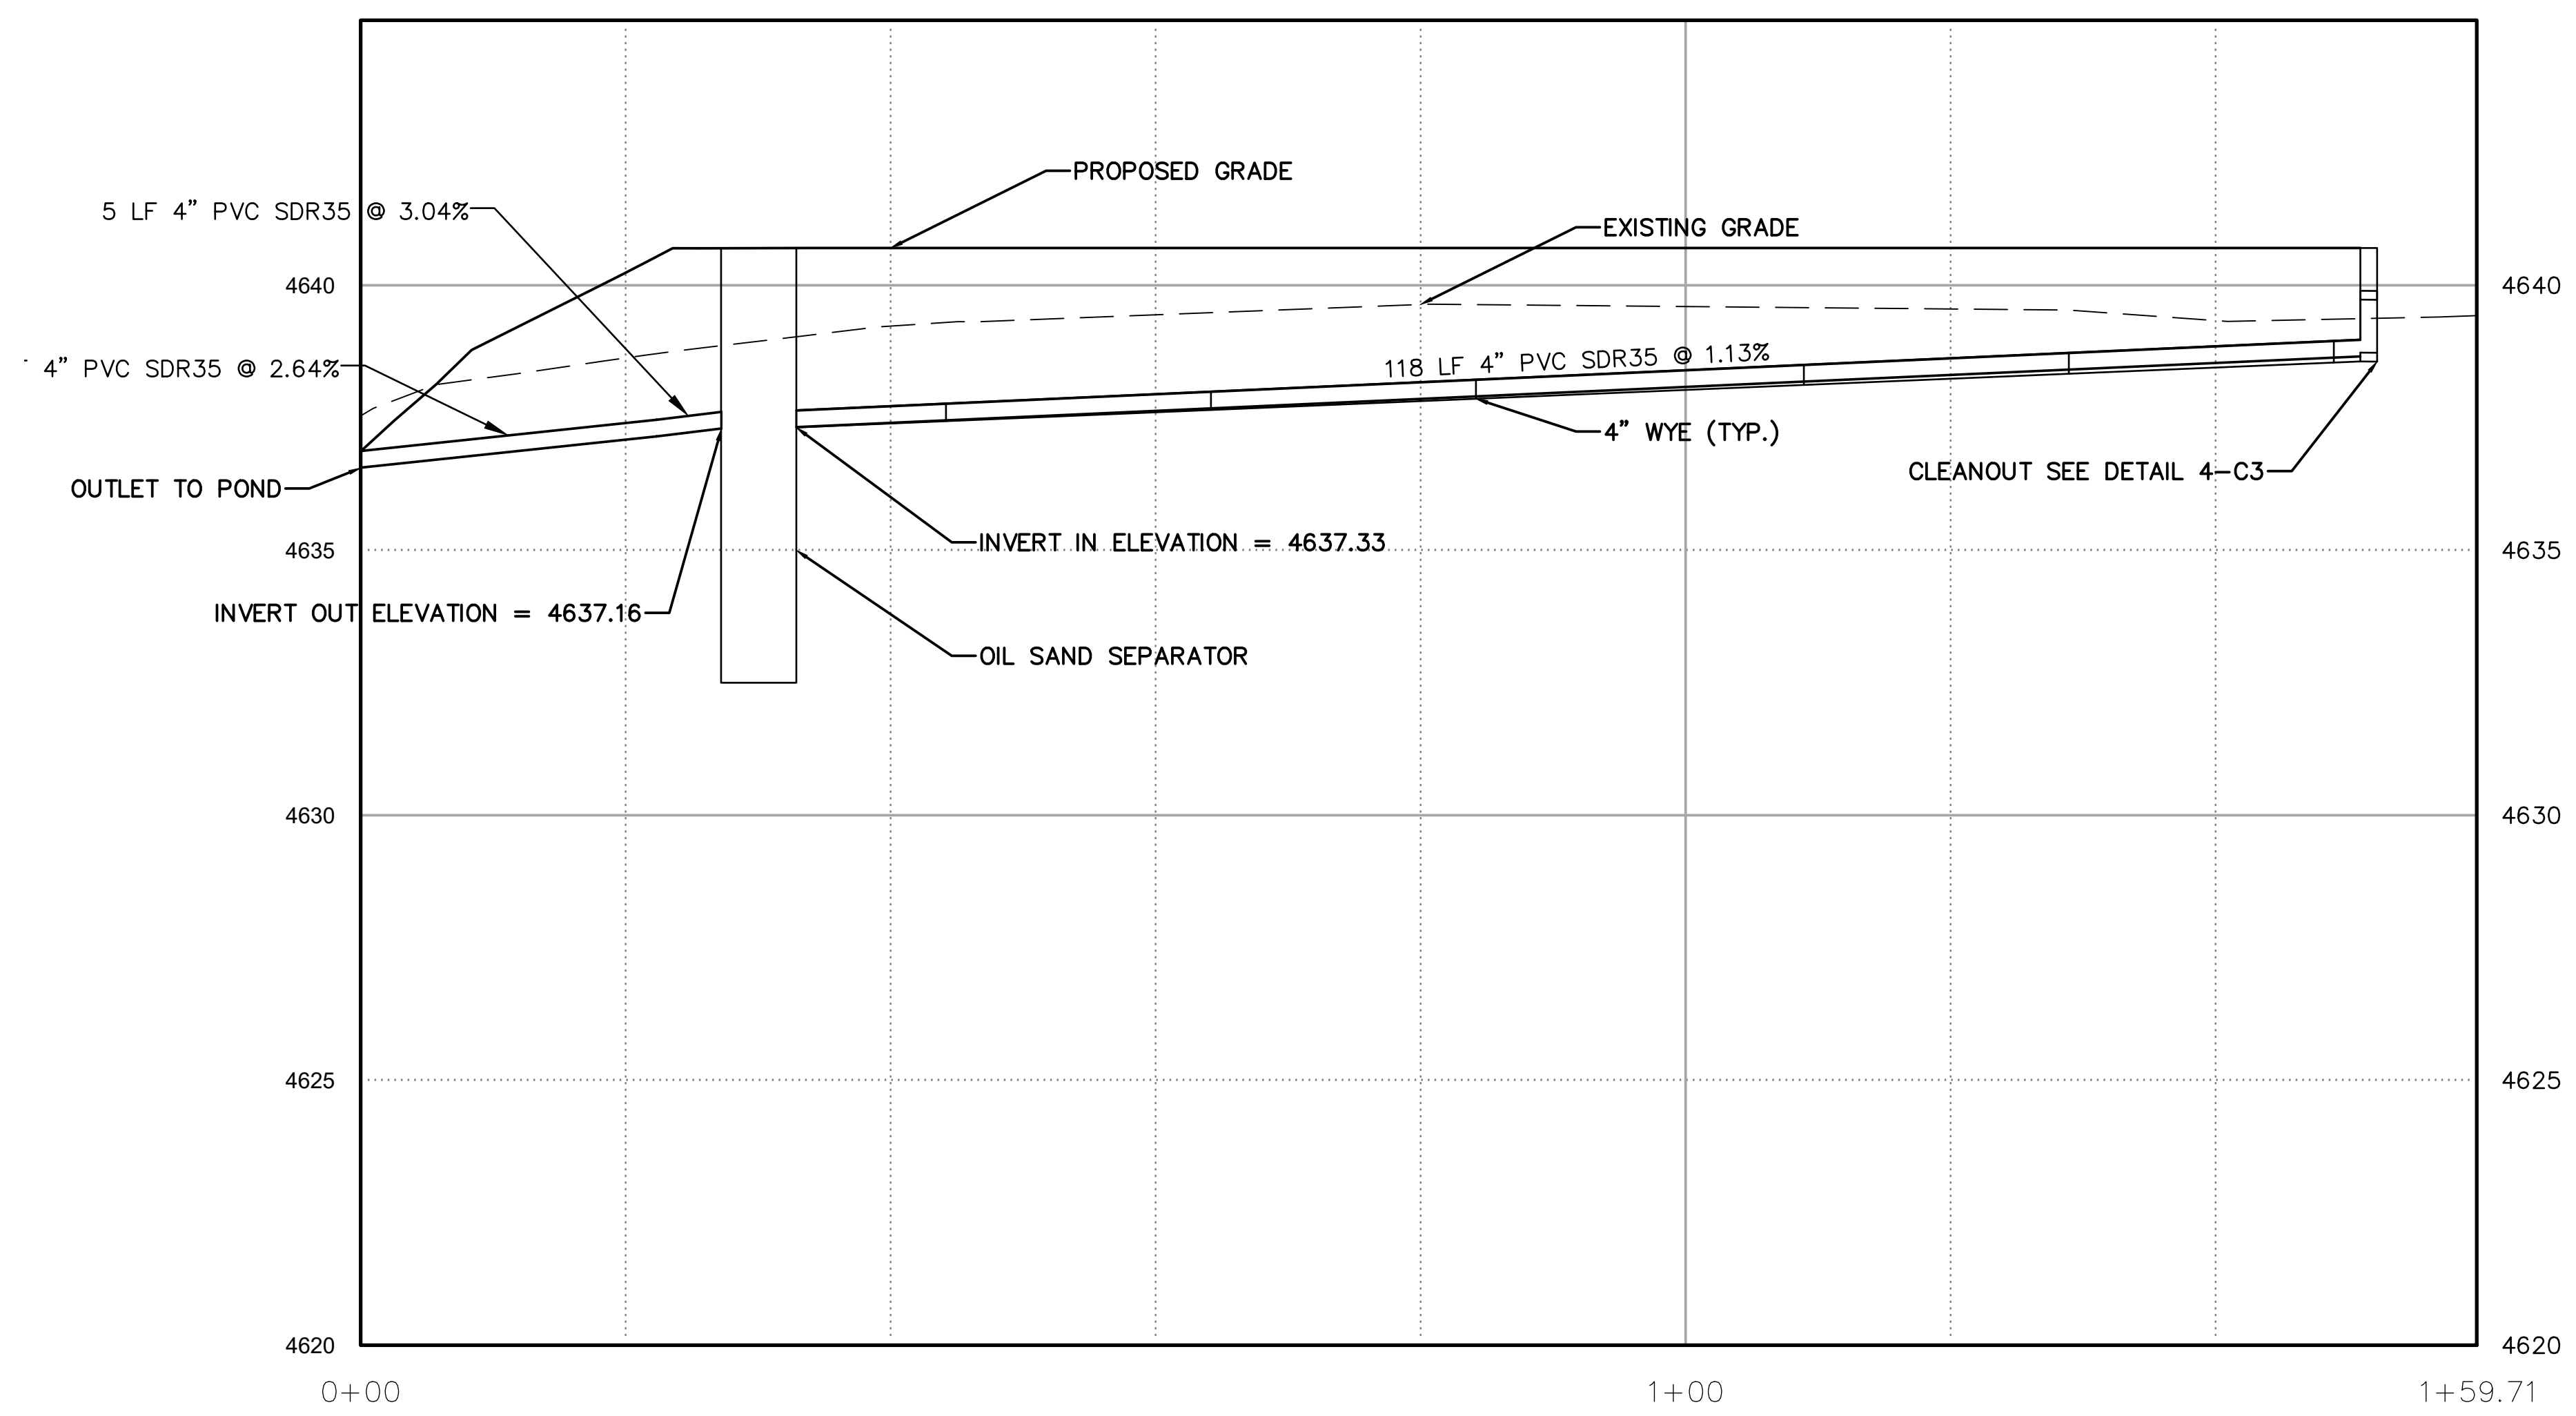 PROPOSED GRADE
5 LF 4” PVC SDR35 @ 3.04%
EXISTING GRADE
4640
4640
118 LF 4” PVC SDR35 @ 1.13%
4” PVC SDR35 @ 2.64%
4” WYE (TYP.)
CLEANOUT SEE DETAIL 4-C3
OUTLET TO POND
INVERT IN ELEVATION = 4637.33
4635
4635
INVERT OUT ELEVATION = 4637.16
OIL SAND SEPARATOR
4630
4630
4625
4625
4620
4620
0+00
1+00
1+59.71